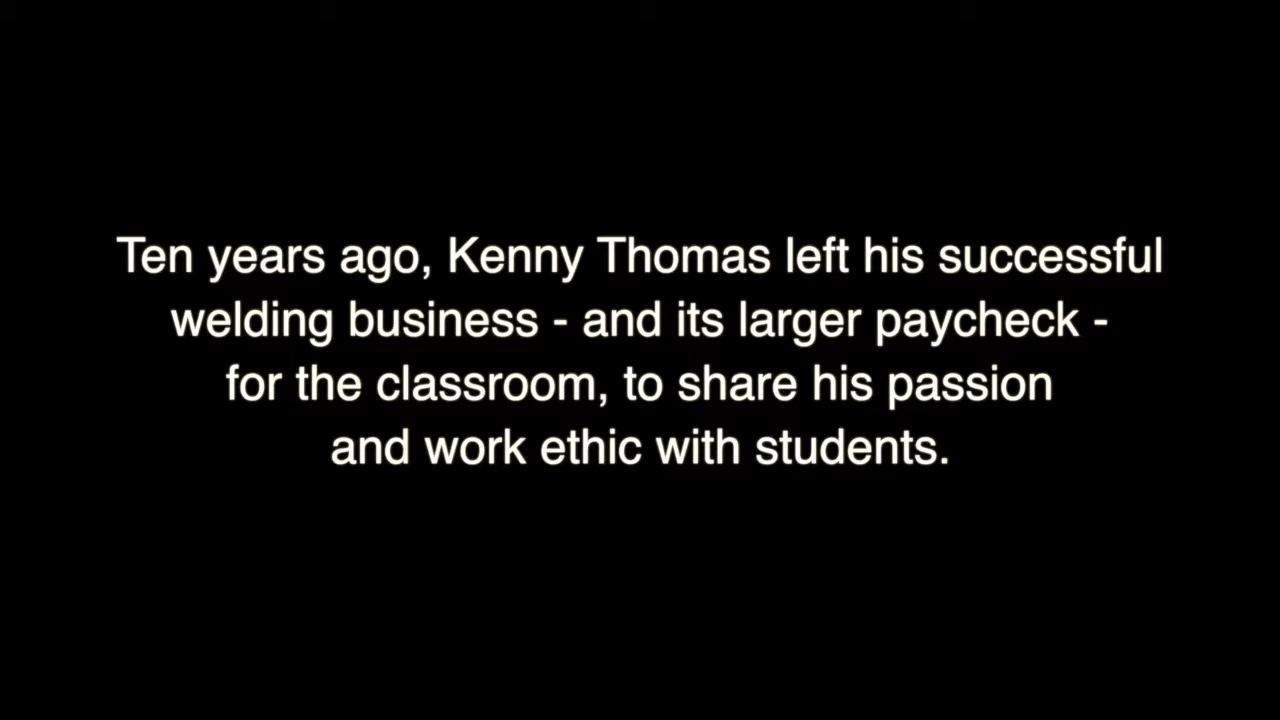 Ten years ago, Kenny Thomas left his successful
welding business - and its larger paycheck -
for the classroom, to share his passion
and work ethic with students.